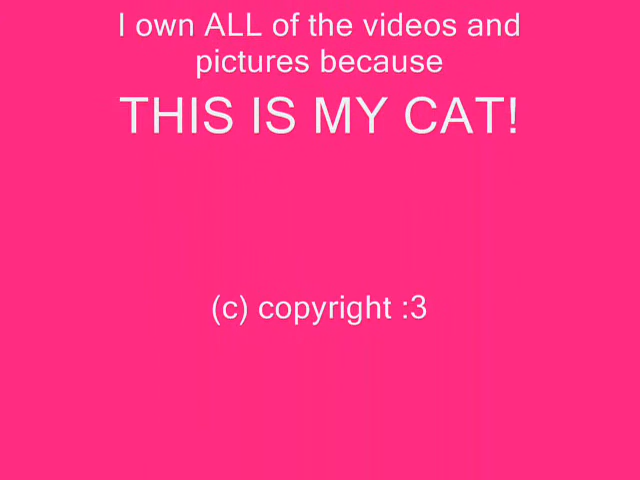 I own ALL of the videos and
pictures because
THIS IS MY CAT!
(c) copyright :3